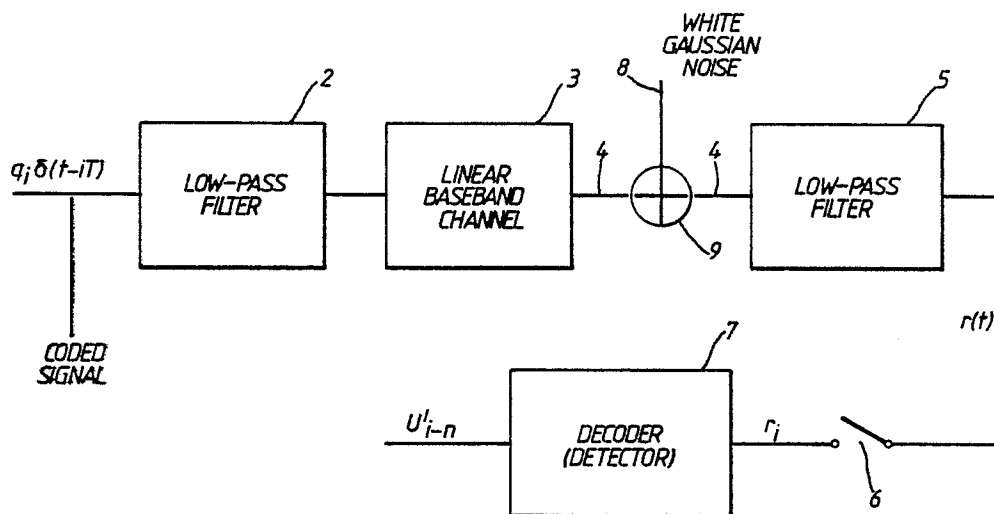 WHITE
GAUSSIAN
NOISE
2
3
8
5
q_i δ(t-iT)
LOW-PASS
FILTER
LINEAR
BASEBAND
CHANNEL
4
4
9
LOW-PASS
FILTER
CODED
SIGNAL
r(t)
7
U'_{i-n}
DECODER
(DETECTOR)
r_i
6